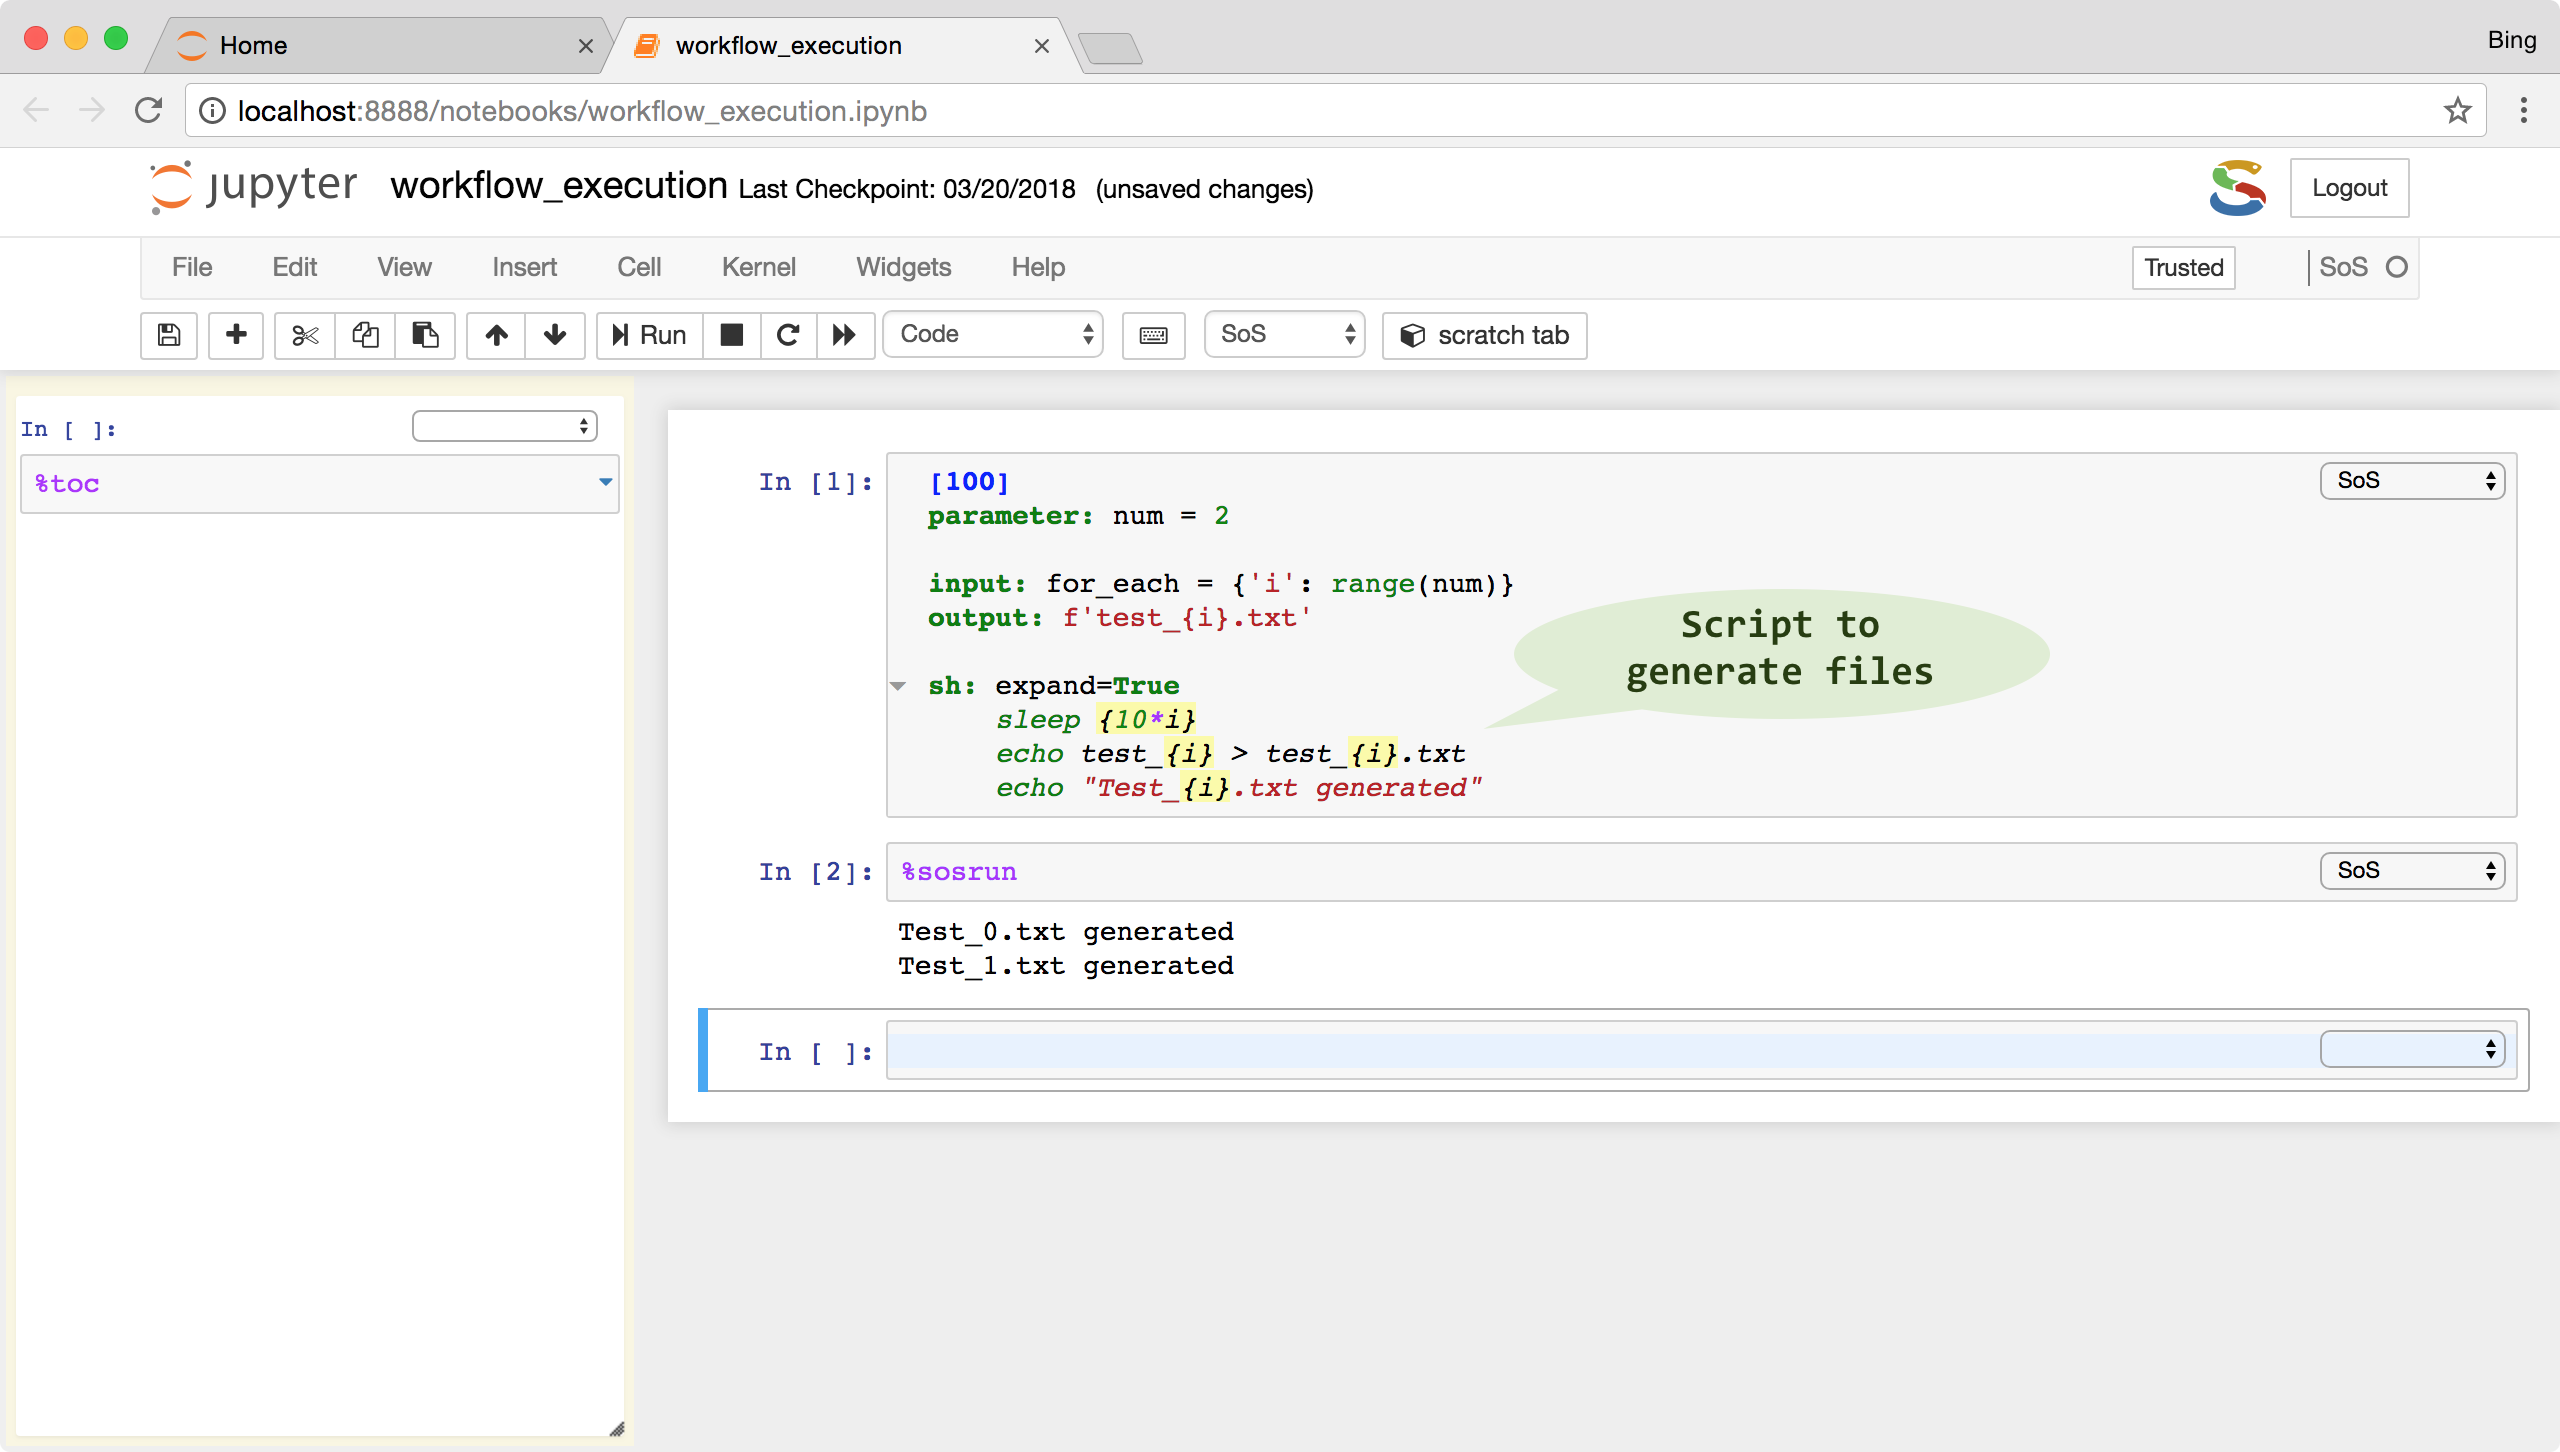 Home
workflow_execution
Bing
localhost:8888/notebooks/workflow_execution.ipynb
jupyter workflow_execution Last Checkpoint: 03/20/2018 (unsaved changes)
Logout
File Edit View Insert Cell Kernel Widgets Help
Trusted
SoS
Run
Code
SoS
scratch tab
In [ ]:
%toc
In [1]:
[100]
SoS
parameter: num = 2
input: for_each = {'i': range(num)}
output: f'test_{i}.txt'
Script to
generate files
sh: expand=True
sleep {10*i}
echo test_{i} > test_{i}.txt
echo "Test_{i}.txt generated"
In [2]:
%sosrun
SoS
Test_0.txt generated
Test_1.txt generated
In [ ]: